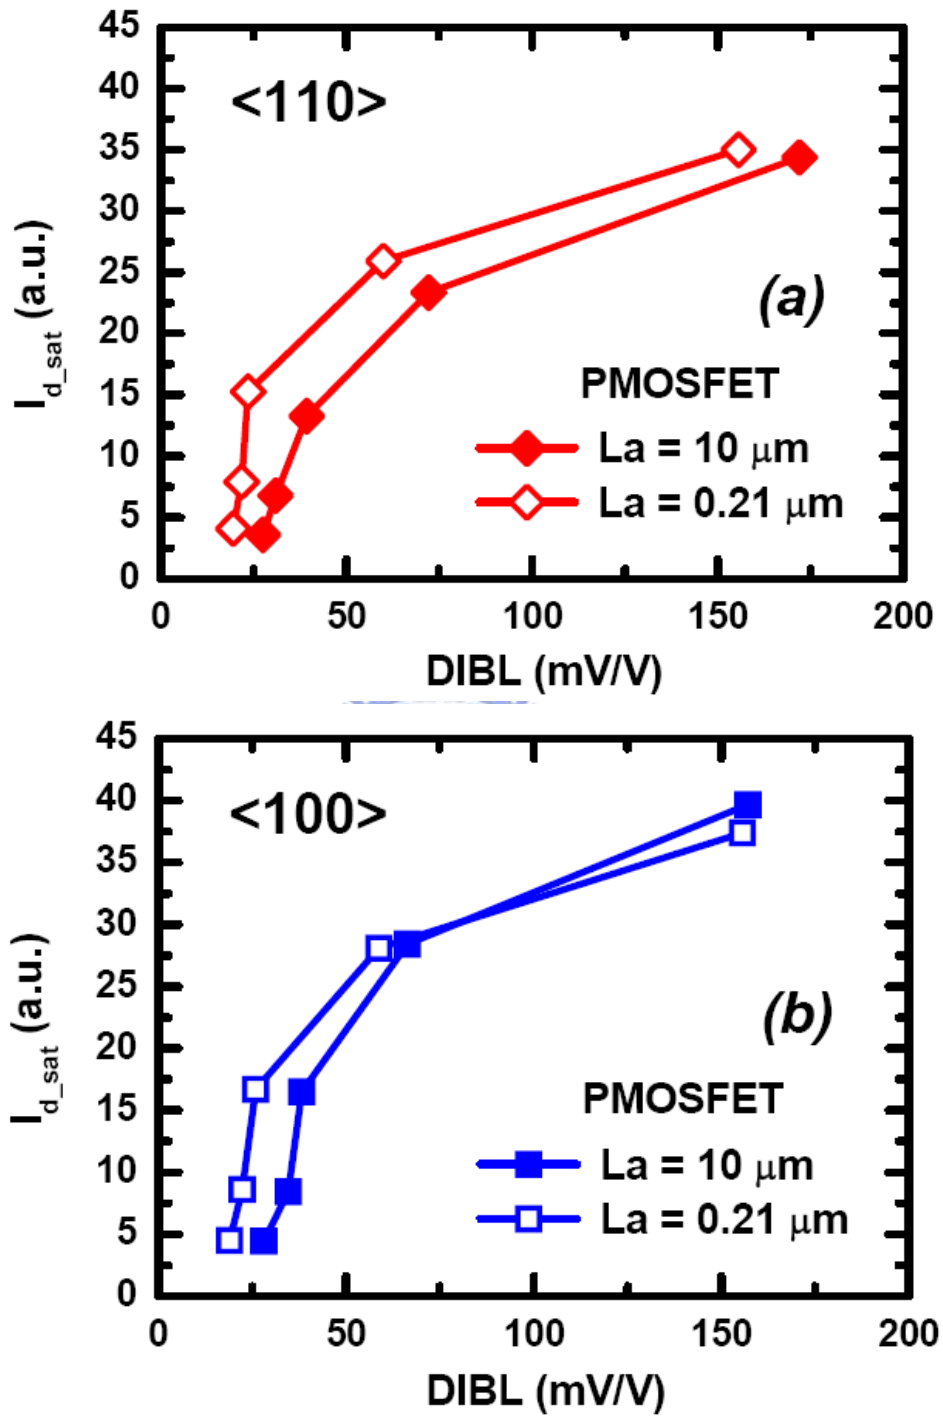 45
40
35
30
25
20
15
10
5
0
I_d_sat (a.u.)
<110>
(a)
PMOSFET
La = 10 μm
La = 0.21 μm
0 50 100 150 200
DIBL (mV/V)
45
40
35
30
25
20
15
10
5
0
I_d_sat (a.u.)
<100>
(b)
PMOSFET
La = 10 μm
La = 0.21 μm
0 50 100 150 200
DIBL (mV/V)